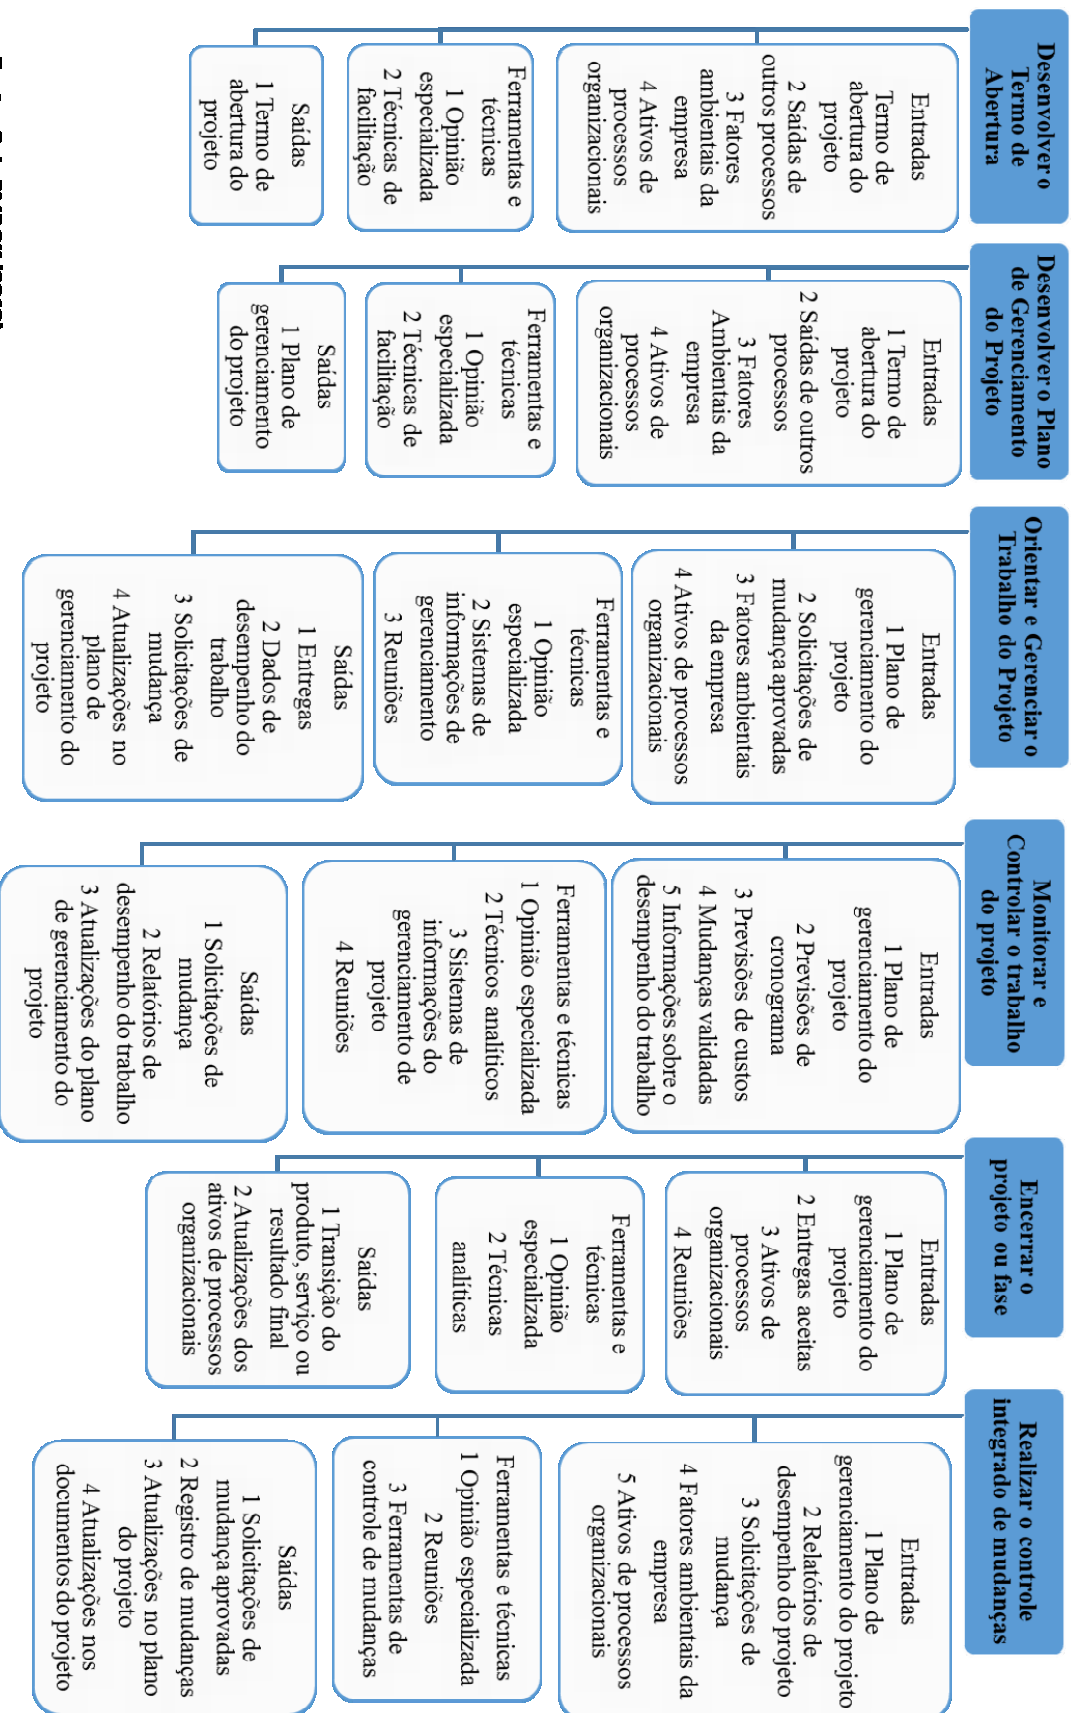 Desenvolver o
Termo de
Abertura
Entradas
Termo de
abertura do
projeto
2 Saídas de
outros processos
3 Fatores
ambientais da
empresa
4 Ativos de
processos
organizacionais
Ferramentas e
técnicas
1 Opinião
especializada
2 Técnicas de
facilitação
Saídas
1 Termo de
abertura do
projeto
Desenvolver o Plano
de Gerenciamento
do Projeto
Entradas
1 Termo de
abertura do
projeto
2 Saídas de outros
processos
3 Fatores
Ambientais da
empresa
4 Ativos de
processos
organizacionais
Ferramentas e
técnicas
1 Opinião
especializada
2 Técnicas de
facilitação
Saídas
1 Plano de
gerenciamento
do projeto
Orientar e Gerenciar o
Trabalho do Projeto
Entradas
1 Plano de
gerenciamento do
projeto
2 Solicitações de
mudança aprovadas
3 Fatores ambientais
da empresa
4 Ativos de processos
organizacionais
Ferramentas e
técnicas
1 Opinião
especializada
2 Sistemas de
informações de
gerenciamento
3 Reuniões
Saídas
1 Entregas
2 Dados de
desempenho do
trabalho
3 Solicitações de
mudança
4 Atualizações no
plano de
gerenciamento do
projeto
Monitorar e
Controlar o trabalho
do projeto
Entradas
1 Plano de
gerenciamento do
projeto
2 Previsões de
cronograma
3 Previsões de custos
4 Mudanças validadas
5 Informações sobre o
desempenho do trabalho
Ferramentas e técnicas
1 Opinião especializada
2 Técnicos analíticos
3 Sistemas de
informações do
gerenciamento de
projeto
4 Reuniões
Saídas
1 Solicitações de
mudança
2 Relatórios de
desempenho do trabalho
3 Atualizações do plano
de gerenciamento do
projeto
Encerrar o
projeto ou fase
Entradas
1 Plano de
gerenciamento do
projeto
2 Entregas aceitas
3 Ativos de
processos
organizacionais
4 Reuniões
Ferramentas e
técnicas
1 Opinião
especializada
2 Técnicas
analíticas
Saídas
1 Transição do
produto, serviço ou
resultado final
2 Atualizações dos
ativos de processos
organizacionais
Realizar o controle
integrado de mudanças
Entradas
1 Plano de
gerenciamento do projeto
2 Relatórios de
desempenho do projeto
3 Solicitações de
mudança
4 Fatores ambientais da
empresa
5 Ativos de processos
organizacionais
Ferramentas e técnicas
1 Opinião especializada
2 Reuniões
3 Ferramentas de
controle de mudanças
Saídas
1 Solicitações de
mudança aprovadas
2 Registro de mudanças
3 Atualizações no plano
do projeto
4 Atualizações nos
documentos do projeto